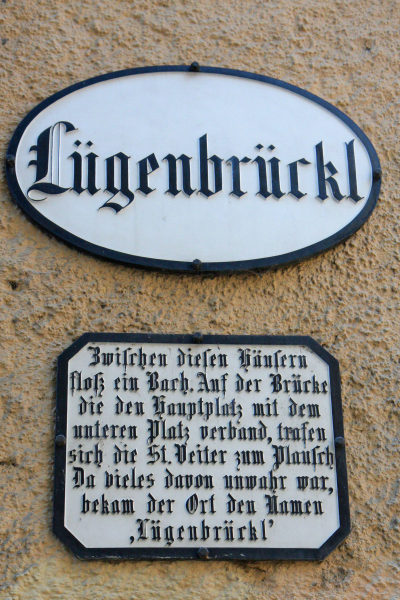 Lügenbrückl
Zwischen diesen Häusern
floß ein Bach. Auf der Brücke
die den Hauptplatz mit dem
unteren Platz verband, trafen
sich die St. Veiter zum Plausch
Da vieles davon unwahr war,
bekam der Ort den Namen
‚Lügenbrückl’